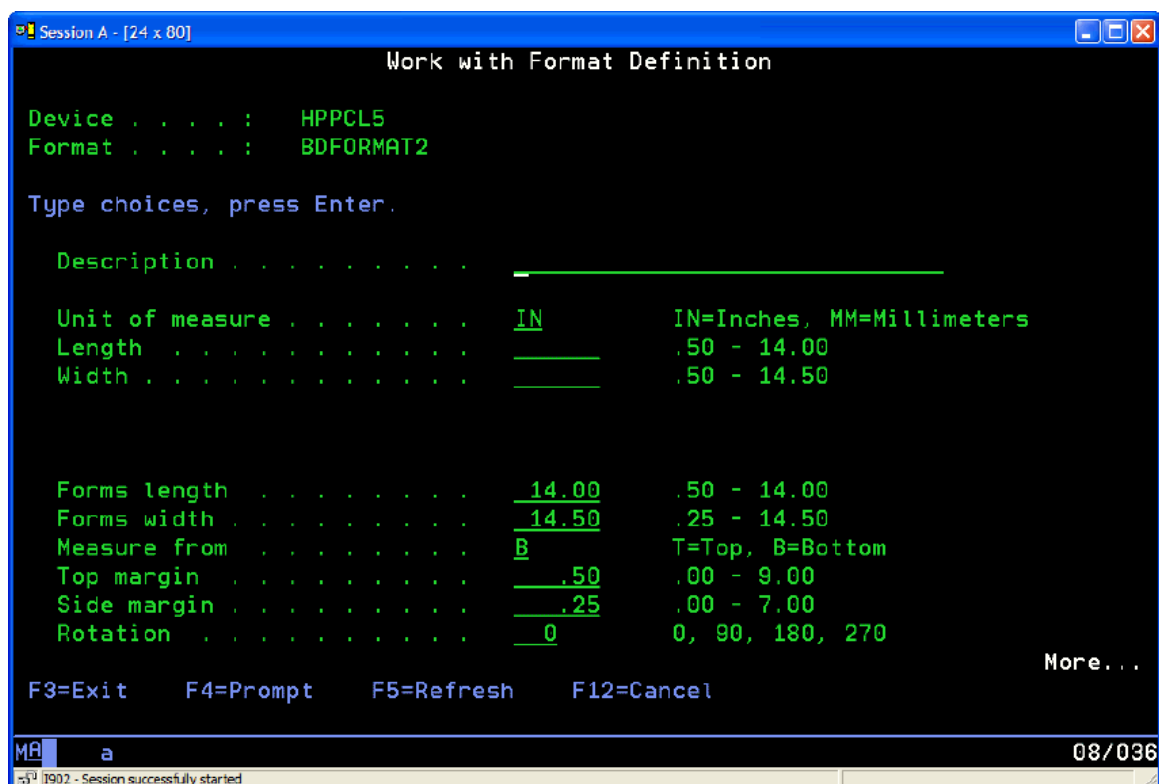 Session A - [24 x 80]
Work with Format Definition
Device . . . . : HPPCL5
Format . . . . : BDFORMAT2
Type choices, press Enter.
Description . . . . . . . . .
Unit of measure . . . . . . . IN IN=Inches, MM=Millimeters
Length . . . . . . . . . . . .50 - 14.00
Width . . . . . . . . . . . . .50 - 14.50
Forms length . . . . . . . . 14.00 .50 - 14.00
Forms width . . . . . . . . . 14.50 .25 - 14.50
Measure from . . . . . . . . B T=Top, B=Bottom
Top margin . . . . . . . . . .50 .00 - 9.00
Side margin . . . . . . . . . .25 .00 - 7.00
Rotation . . . . . . . . . . 0 0, 90, 180, 270
More...
F3=Exit F4=Prompt F5=Refresh F12=Cancel
MA a 08/036
I902 - Session successfully started